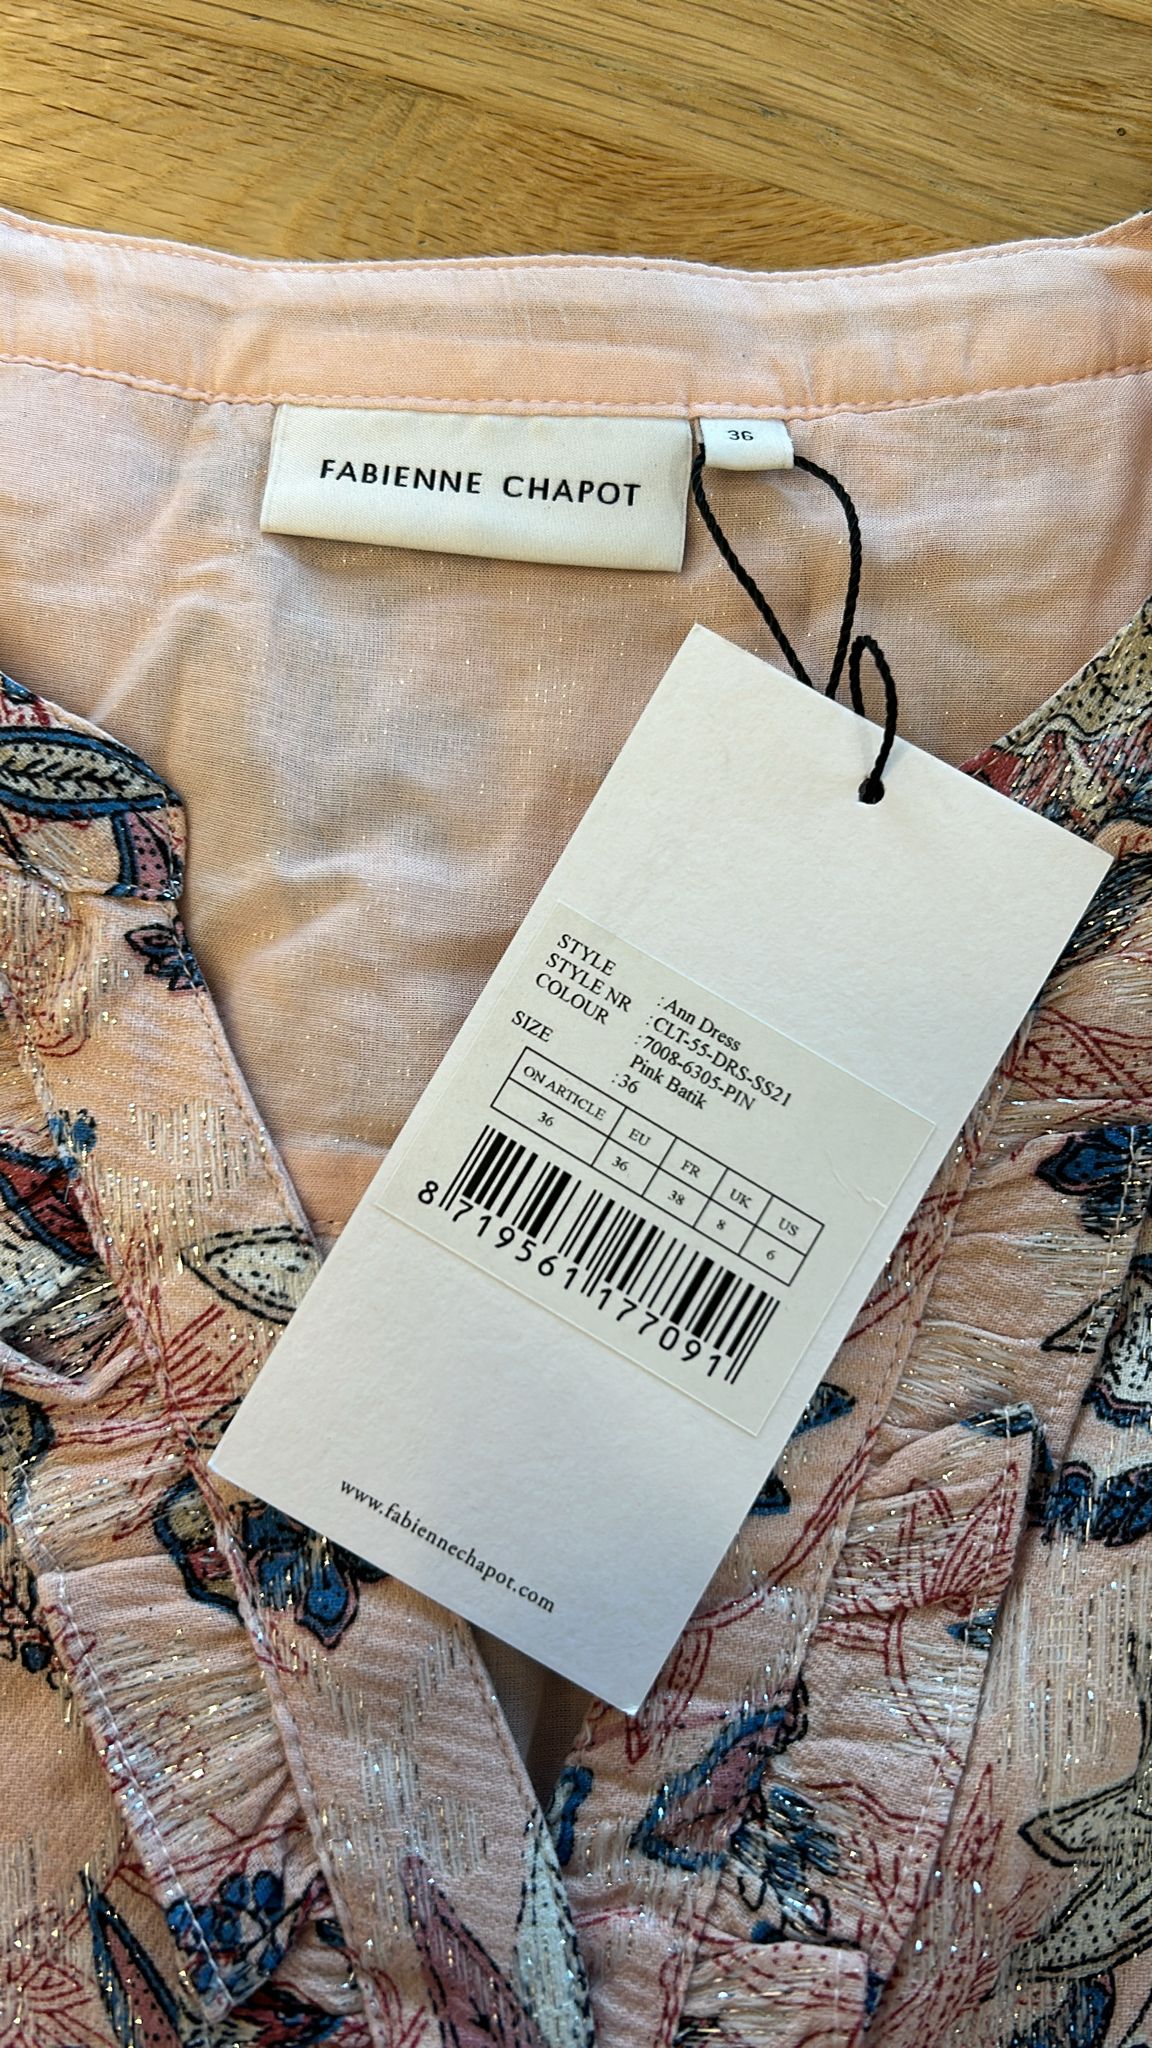 FABIENNE CHAPOT
36
STYLE : Ann Dress
STYLE NR : CLT-55-DRS-SS21
COLOUR : 7008-6305-PIN
Pink Batik
SIZE : 36
ON ARTICLE EU FR UK US
36 36 38 8 6
8 719561 177091
www.fabiennechapot.com